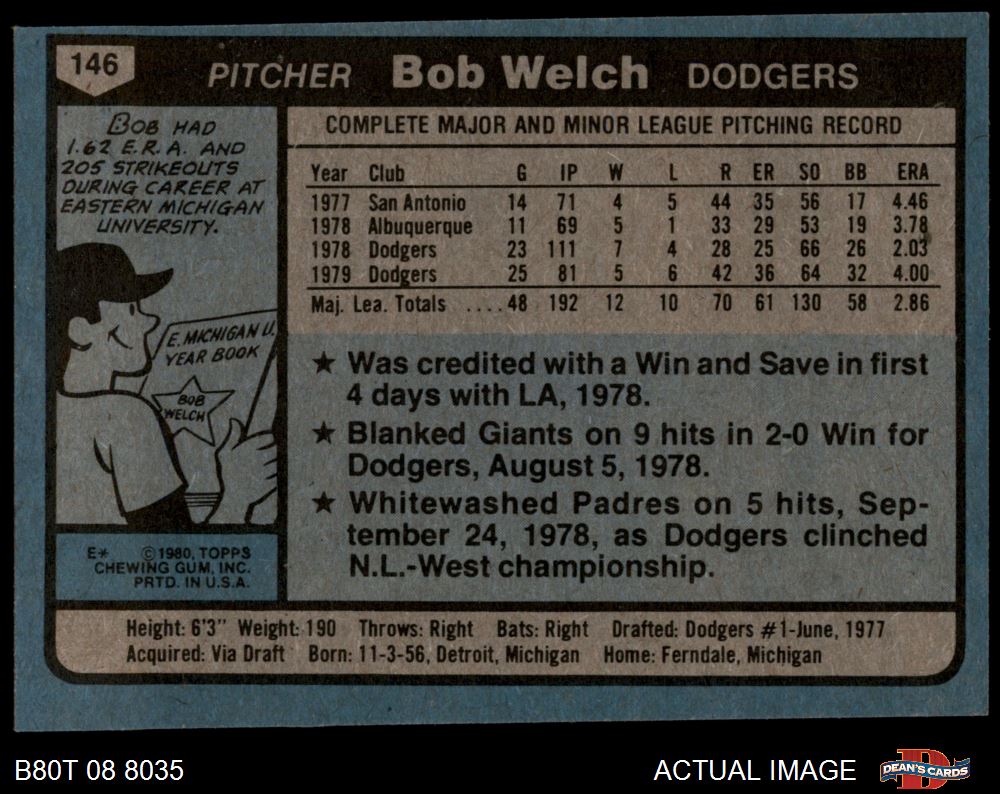 146 PITCHER Bob Welch DODGERS
BOB HAD
1.62 E.R.A. AND
205 STRIKEOUTS
DURING CAREER AT
EASTERN MICHIGAN
UNIVERSITY.
E. MICHIGAN U.
YEAR BOOK
BOB
WELCH
E* ©1980, TOPPS
CHEWING GUM, INC.
PRTD. IN U.S.A.
COMPLETE MAJOR AND MINOR LEAGUE PITCHING RECORD
Year Club G IP W L R ER SO BB ERA
1977 San Antonio 14 71 4 5 44 35 56 17 4.46
1978 Albuquerque 11 69 5 1 33 29 53 19 3.78
1978 Dodgers 23 111 7 4 28 25 66 26 2.03
1979 Dodgers 25 81 5 6 42 36 64 32 4.00
Maj. Lea. Totals ....48 192 12 10 70 61 130 58 2.86
★ Was credited with a Win and Save in first
4 days with LA, 1978.
★ Blanked Giants on 9 hits in 2-0 Win for
Dodgers, August 5, 1978.
★ Whitewashed Padres on 5 hits, Sep-
tember 24, 1978, as Dodgers clinched
N.L.-West championship.
Height: 6'3" Weight: 190 Throws: Right Bats: Right Drafted: Dodgers #1-June, 1977
Acquired: Via Draft Born: 11-3-56, Detroit, Michigan Home: Ferndale, Michigan
B80T 08 8035 ACTUAL IMAGE D DEAN'S CARDS